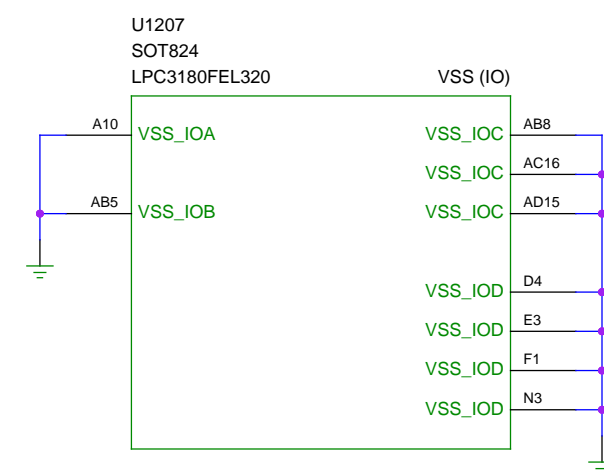 U1207
SOT824
LPC3180FEL320 VSS (IO)
A10 VSS_IOA VSS_IOC AB8
VSS_IOC AC16
AB5 VSS_IOB VSS_IOC AD15
VSS_IOD D4
VSS_IOD E3
VSS_IOD F1
VSS_IOD N3